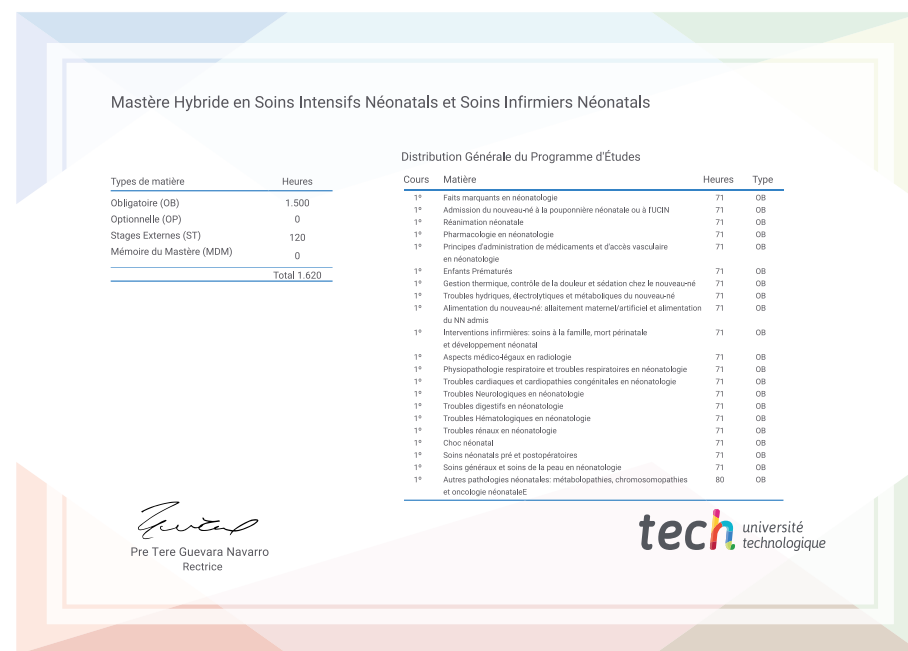 Mastère Hybride en Soins Intensifs Néonatals et Soins Infirmiers Néonatals
Types de matière Heures
Obligatoire (OB) 1.500
Optionnelle (OP) 0
Stages Externes (ST) 120
Mémoire du Mastère (MDM) 0
Total 1.620
Distribution Générale du Programme d'Études
Cours Matière Heures Type
1º Faits marquants en néonatologie 71 OB
1º Admission du nouveau-né à la pouponnière néonatale ou à l'UCIN 71 OB
1º Réanimation néonatale 71 OB
1º Pharmacologie en néonatologie 71 OB
1º Principes d'administration de médicaments et d'accès vasculaire 71 OB
en néonatologie
1º Enfants Prématurés 71 OB
1º Gestion thermique, contrôle de la douleur et sédation chez le nouveau-né 71 OB
1º Troubles hydriques, électrolytiques et métaboliques du nouveau-né 71 OB
1º Alimentation du nouveau-né: allaitement maternel/artificiel et alimentation 71 OB
du NN admis
1º Interventions infirmières: soins à la famille, mort périnatale 71 OB
et développement néonatal
1º Aspects médico-légaux en radiologie 71 OB
1º Physiopathologie respiratoire et troubles respiratoires en néonatologie 71 OB
1º Troubles cardiaques et cardiopathies congénitales en néonatologie 71 OB
1º Troubles Neurologiques en néonatologie 71 OB
1º Troubles digestifs en néonatologie 71 OB
1º Troubles Hématologiques en néonatologie 71 OB
1º Troubles rénaux en néonatologie 71 OB
1º Choc néonatal 71 OB
1º Soins néonatals pré et postopératoires 71 OB
1º Soins généraux et soins de la peau en néonatologie 71 OB
1º Autres pathologies néonatales: métabolopathies, chromosomopathies 80 OB
et oncologie néonataleE
Pre Tere Guevara Navarro
Rectrice
tech université
technologique